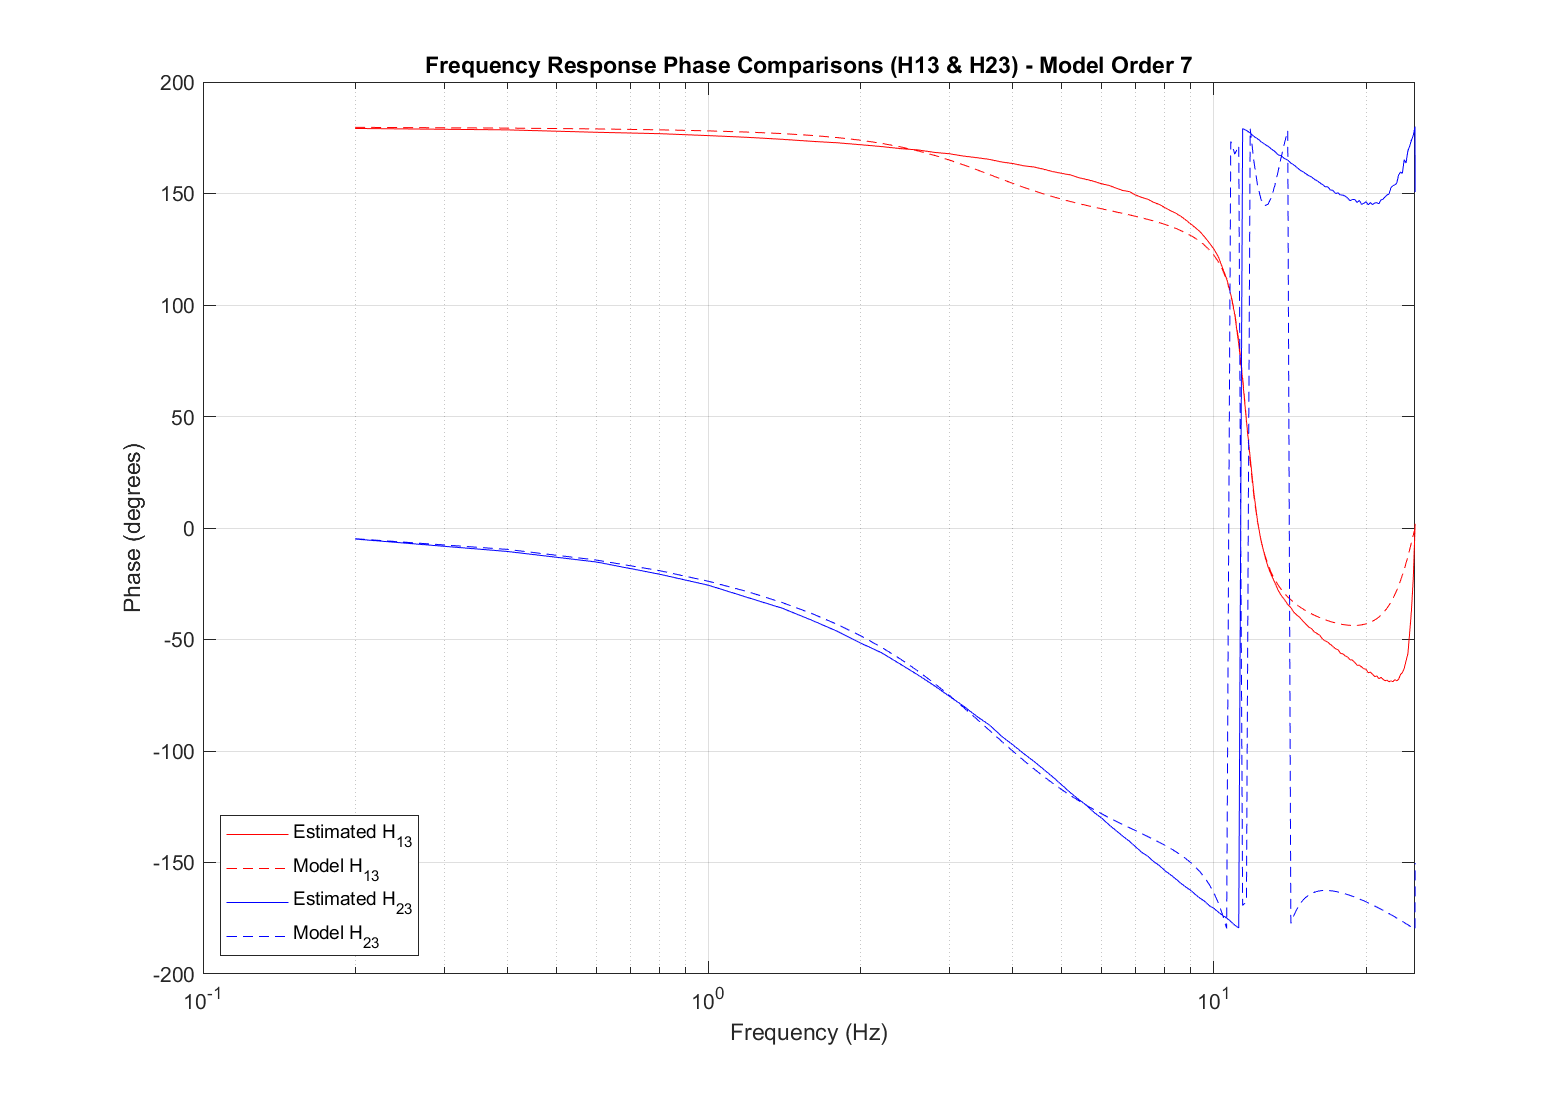 Frequency Response Phase Comparisons (H13 & H23) - Model Order 7
200
150
100
50
0
-50
-100
-150
-200
Phase (degrees)
Estimated H13
Model H13
Estimated H23
Model H23
10-1
100
101
Frequency (Hz)